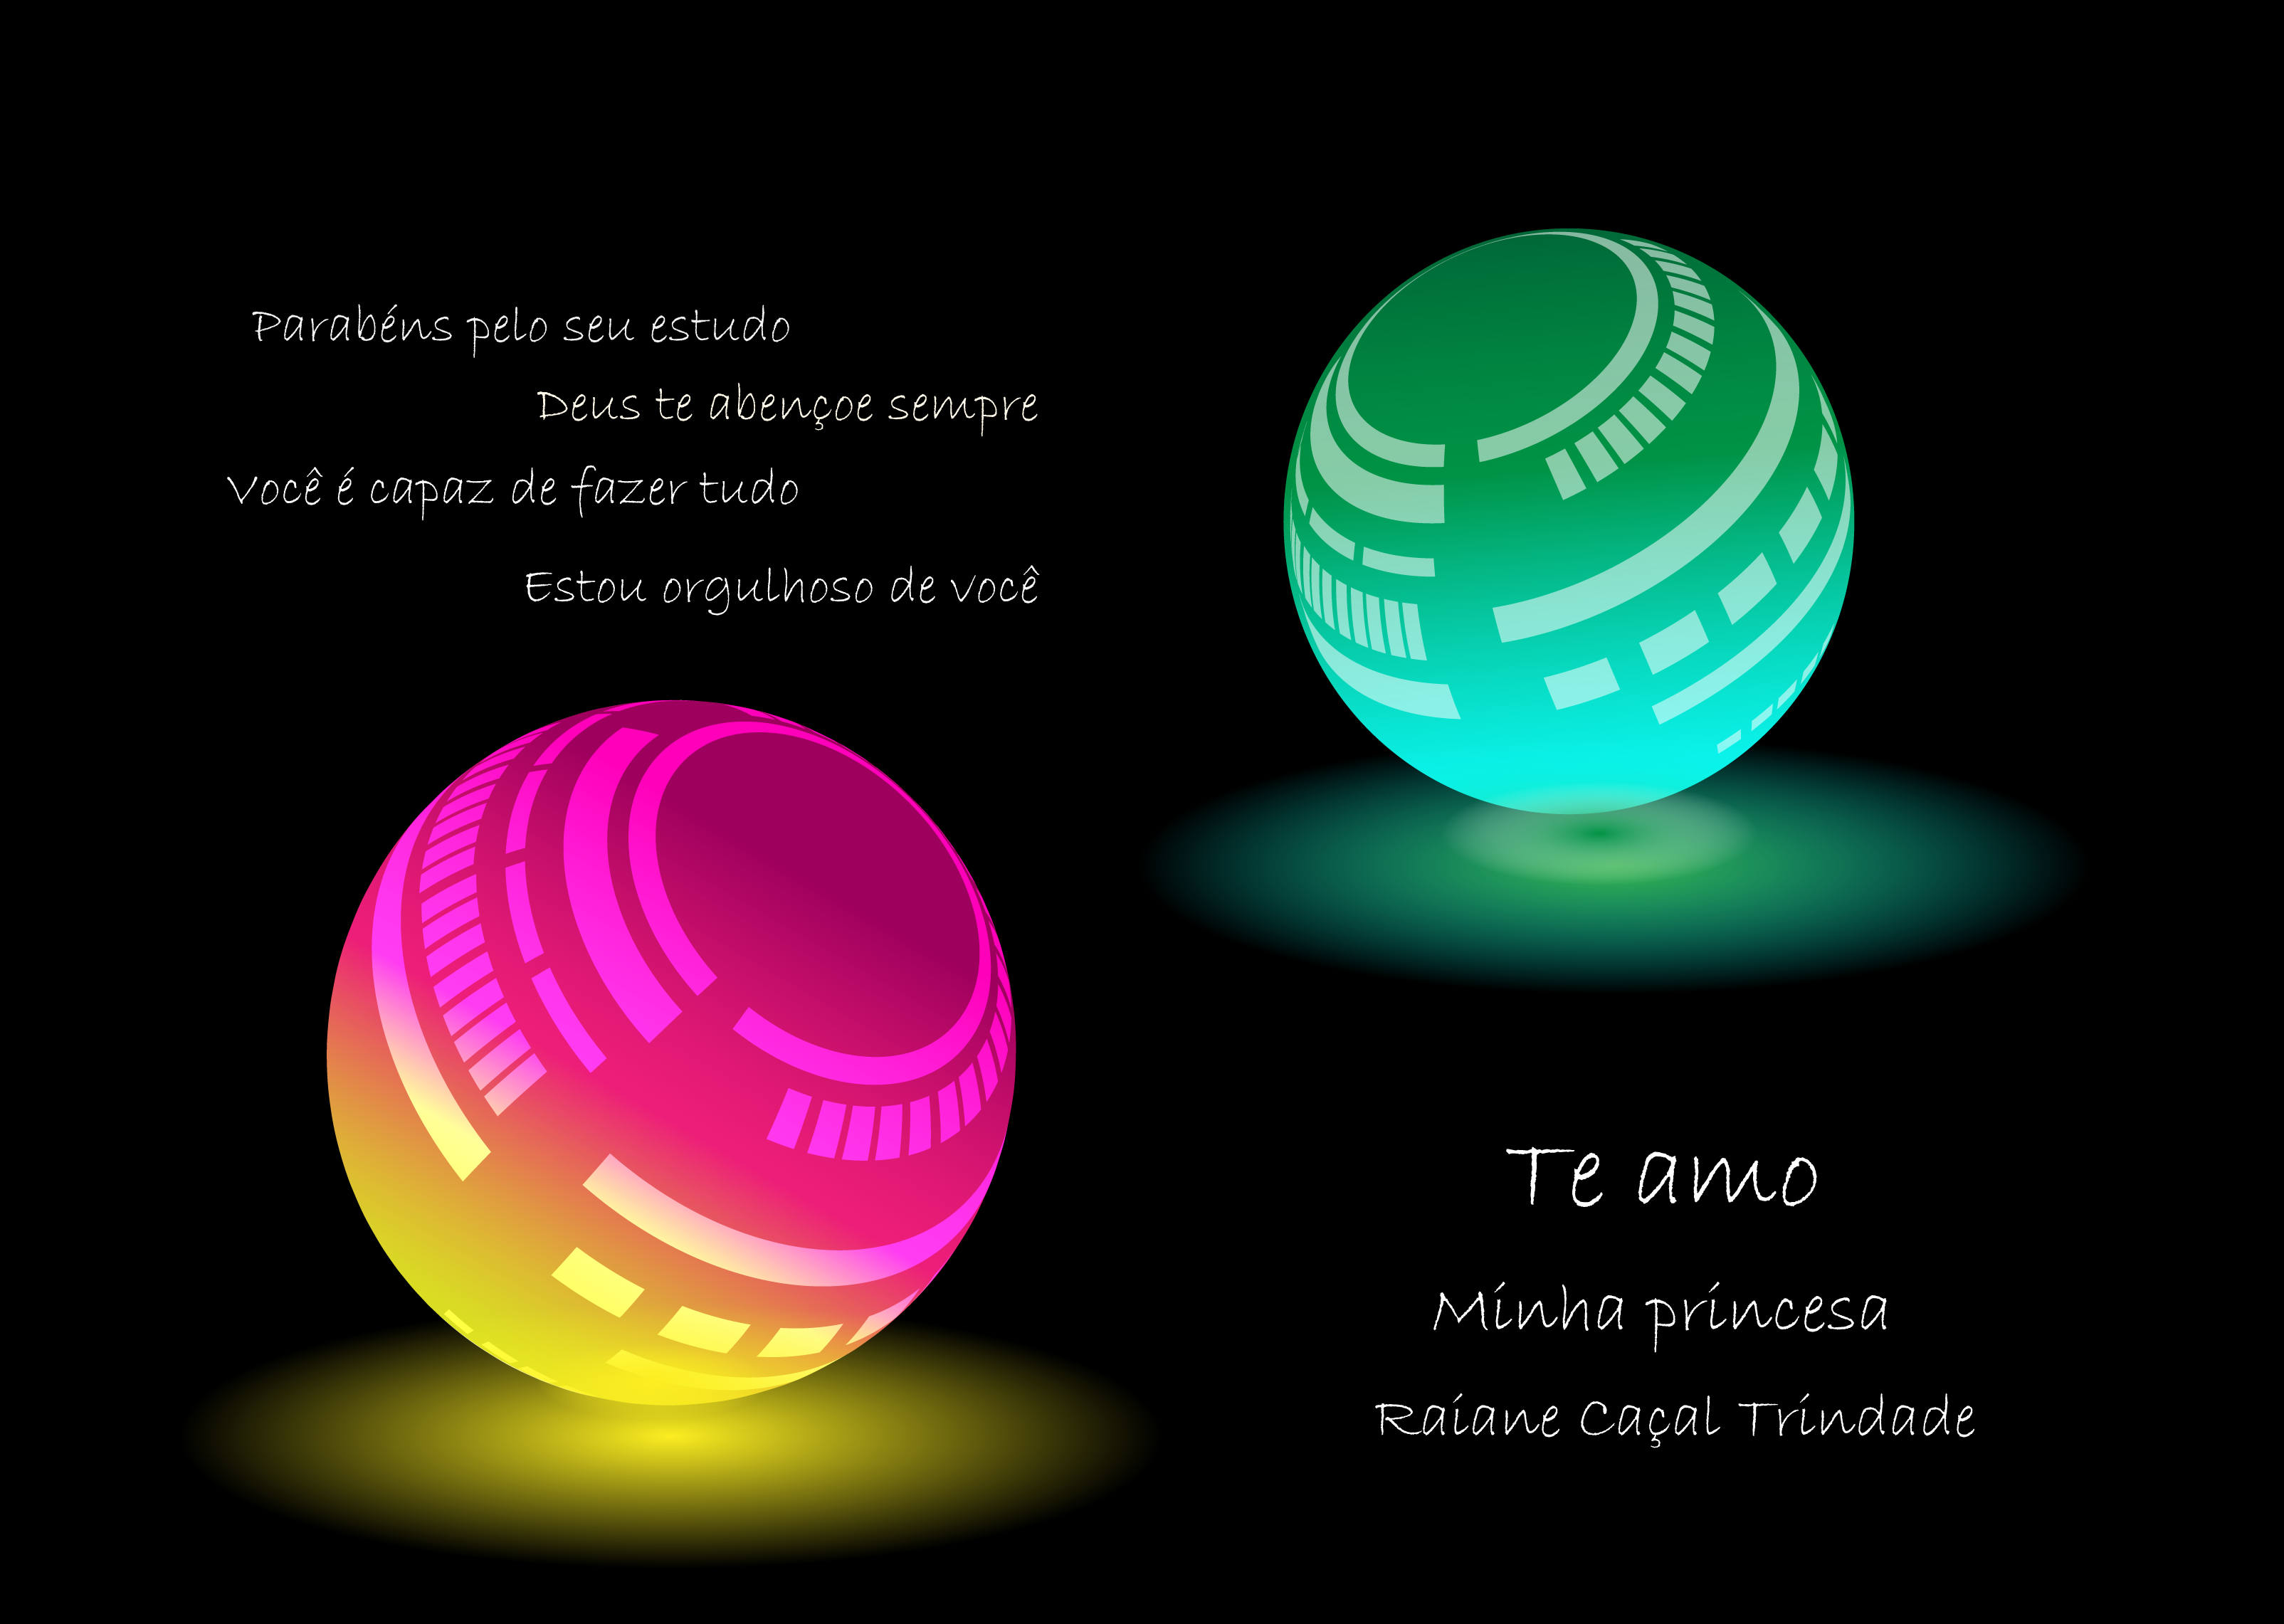 Parabéns pelo seu estudo
Deus te abençoe sempre
Você é capaz de fazer tudo
Estou orgulhoso de você
Te amo
Minha princesa
Raiane Caçal Trindade